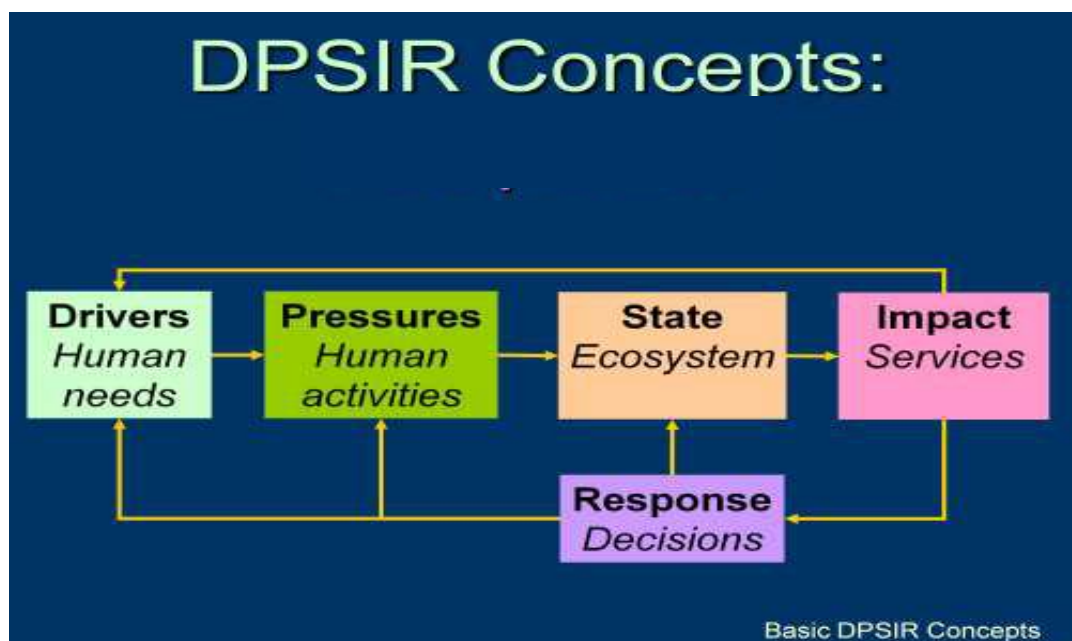 DPSIR Concepts:
Drivers
Human
needs
Pressures
Human
activities
State
Ecosystem
Impact
Services
Response
Decisions
Basic DPSIR Concepts